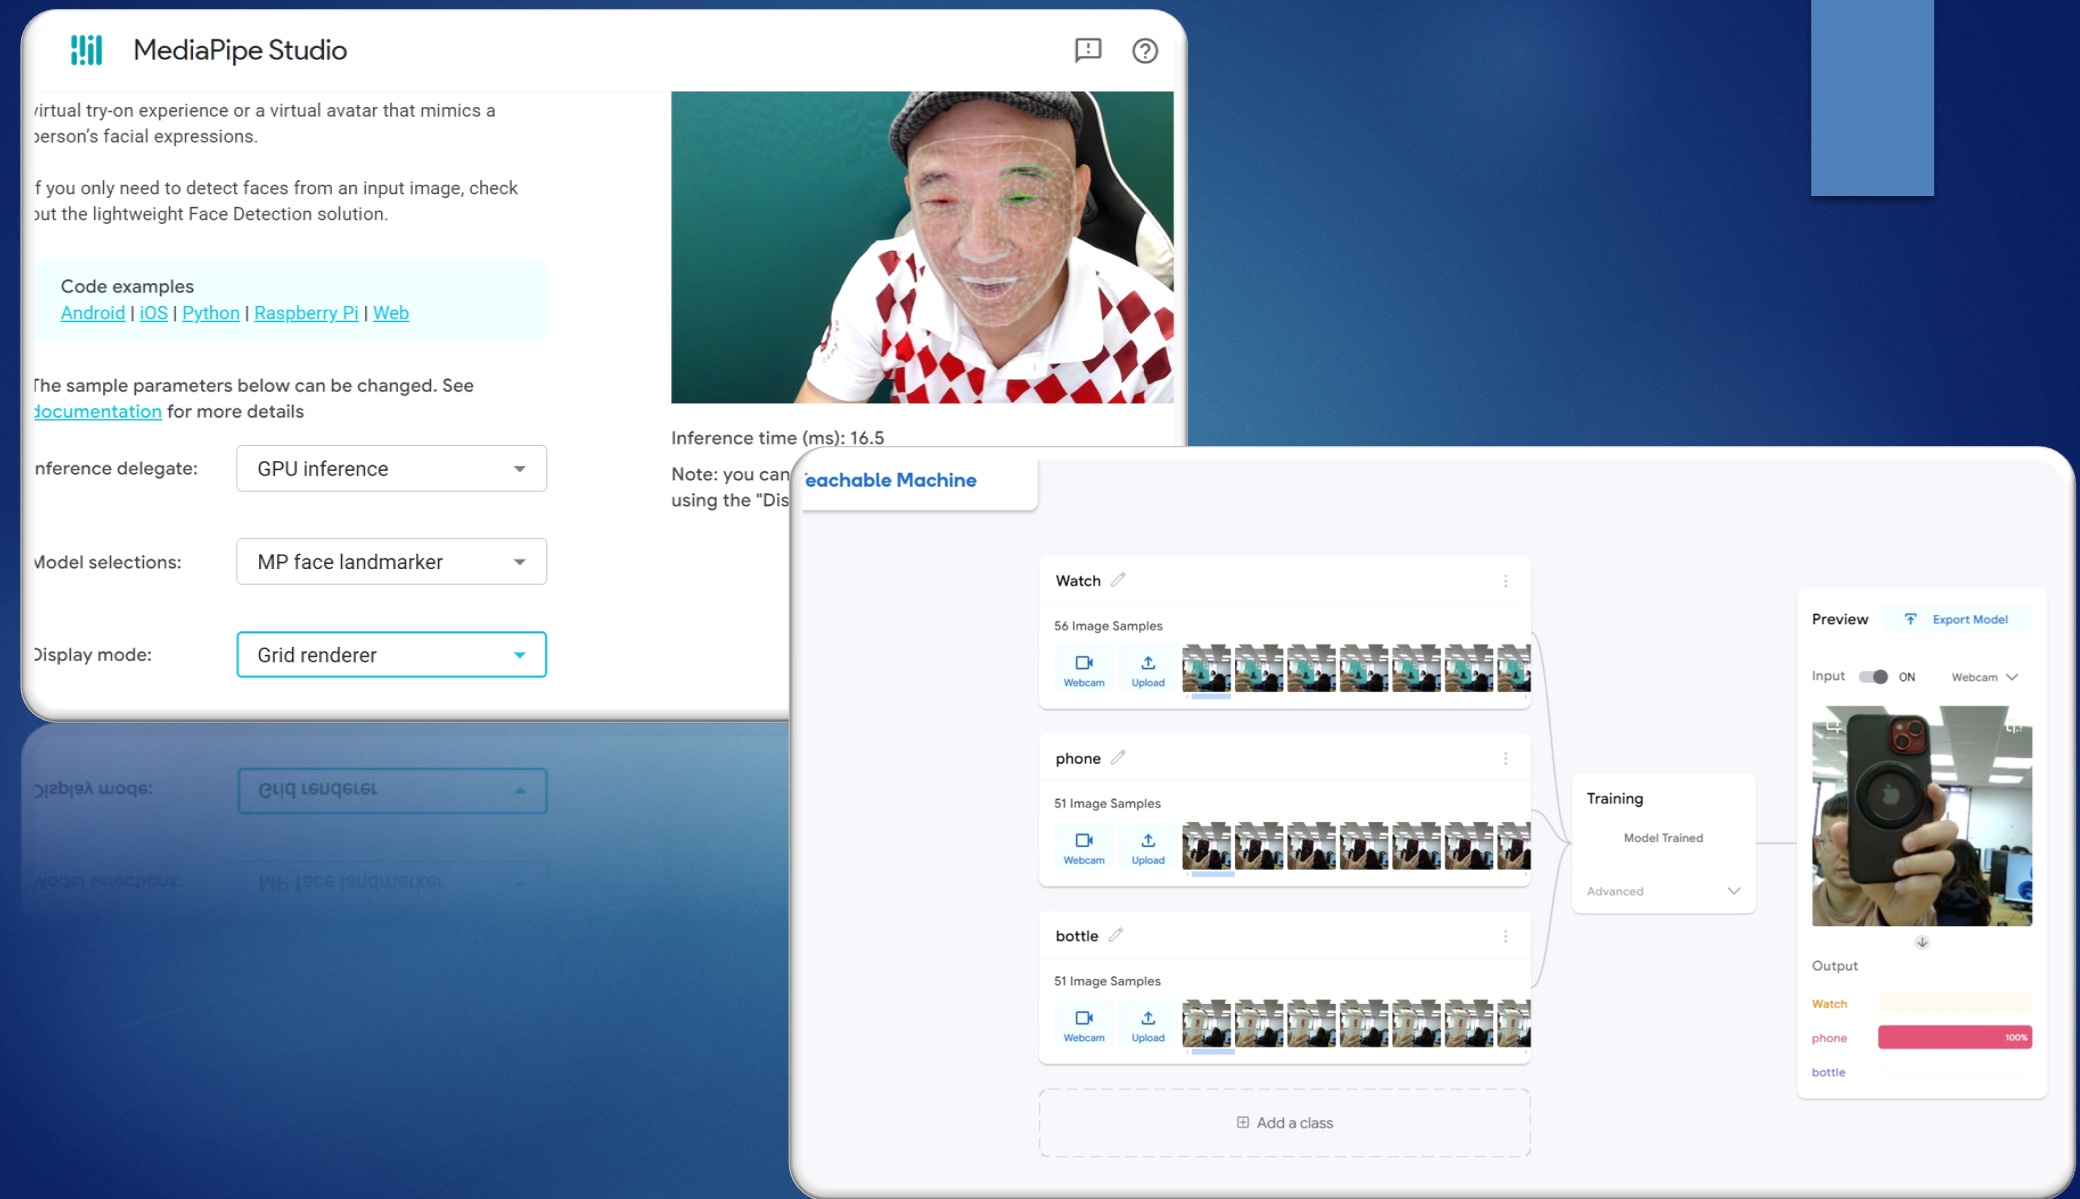 MediaPipe Studio
virtual try-on experience or a virtual avatar that mimics a
person's facial expressions.
If you only need to detect faces from an input image, check
out the lightweight Face Detection solution.
Code examples
Android | iOS | Python | Raspberry Pi | Web
The sample parameters below can be changed. See
documentation for more details
Inference delegate: GPU inference
Model selections: MP face landmarker
Display mode: Grid renderer
Inference time (ms): 16.5
Note: you can
using the "Dis
Teachable Machine
Watch
56 Image Samples
Webcam Upload
phone
51 Image Samples
Webcam Upload
bottle
51 Image Samples
Webcam Upload
Add a class
Training
Model Trained
Advanced
Preview Export Model
Input ON Webcam
Output
Watch
phone 100%
bottle